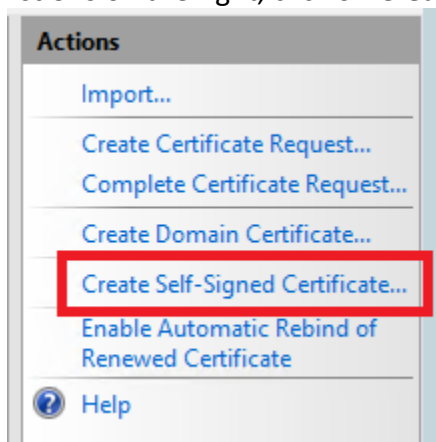 Actions
Import...
Create Certificate Request...
Complete Certificate Request...
Create Domain Certificate...
Create Self-Signed Certificate...
Enable Automatic Rebind of
Renewed Certificate
Help